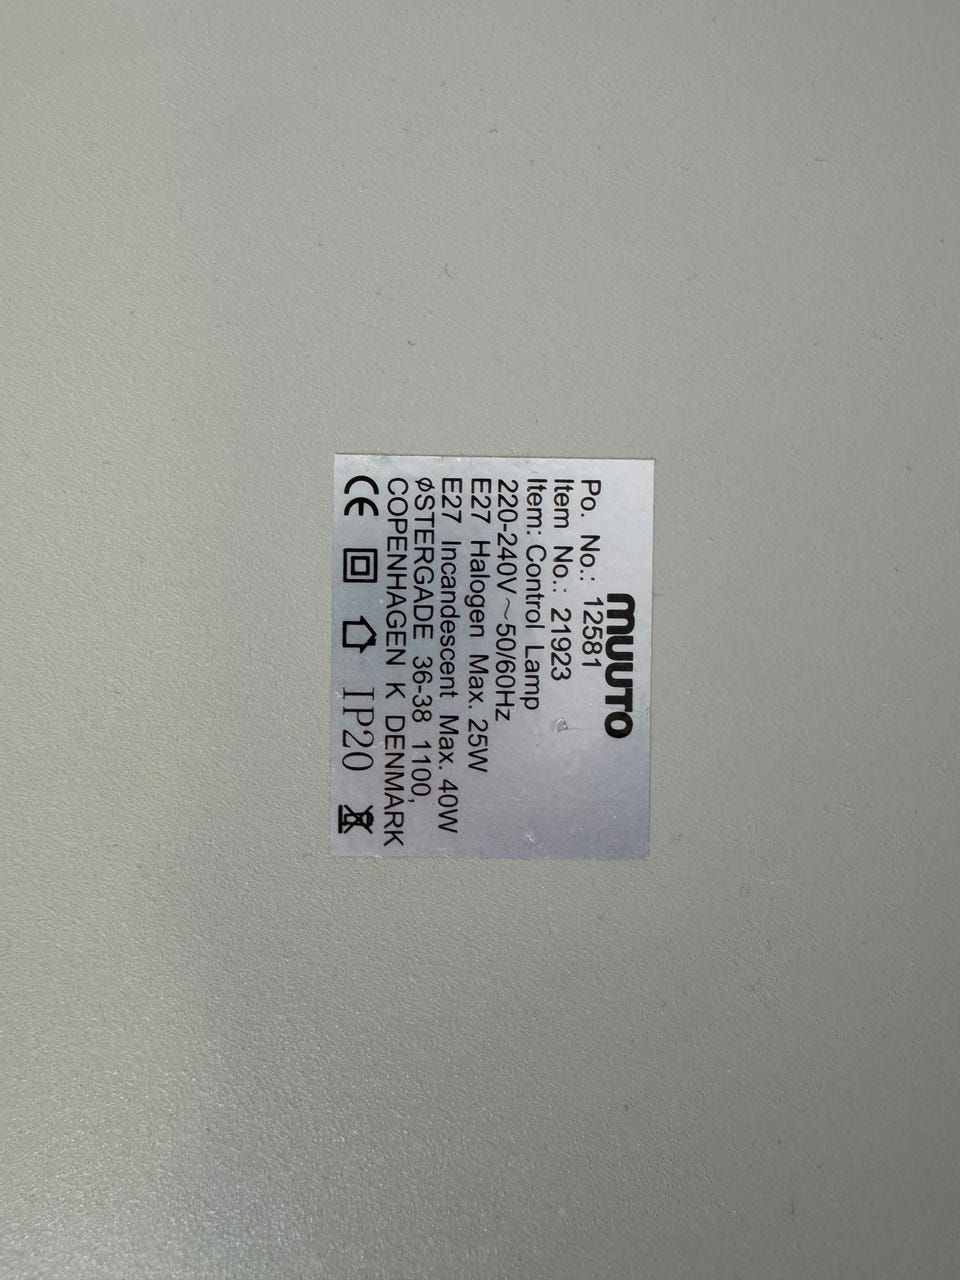 muuto
Po. No.: 12581
Item No.: 21923
Item: Control Lamp
220-240V～50/60Hz
E27 Halogen Max. 25W
E27 Incandescent Max. 40W
øSTERGADE 36-38 1100,
COPENHAGEN K DENMARK
CE IP20